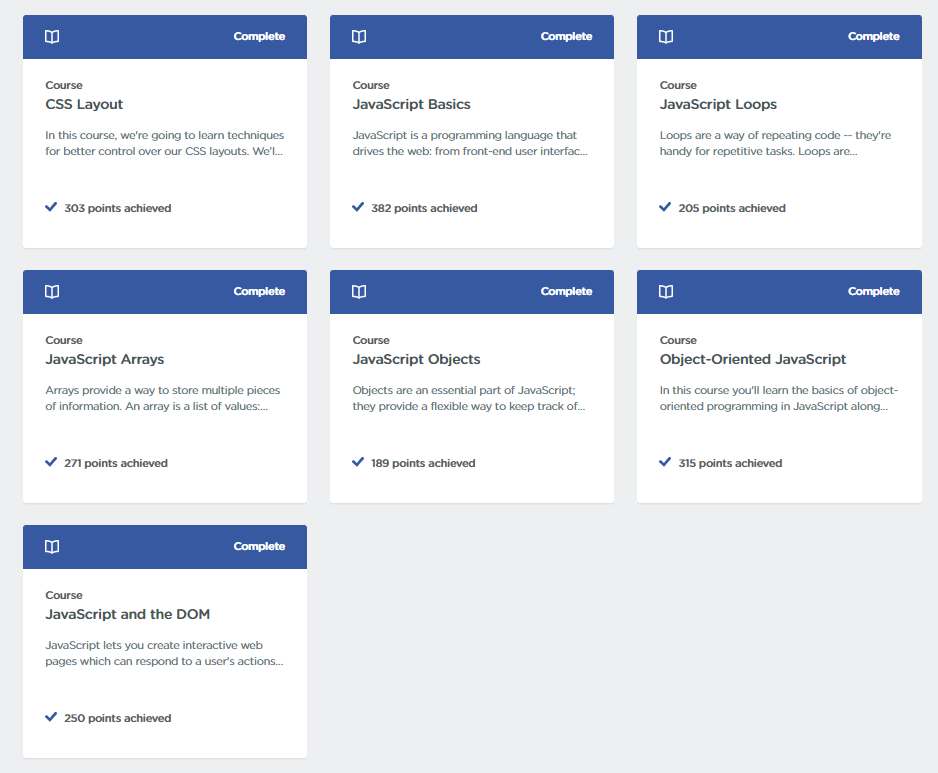 Complete
Course
CSS Layout
In this course, we're going to learn techniques
for better control over our CSS layouts. We'l...
303 points achieved
Complete
Course
JavaScript Basics
JavaScript is a programming language that
drives the web: from front-end user interfac...
382 points achieved
Complete
Course
JavaScript Loops
Loops are a way of repeating code -- they're
handy for repetitive tasks. Loops are...
205 points achieved
Complete
Course
JavaScript Arrays
Arrays provide a way to store multiple pieces
of information. An array is a list of values:...
271 points achieved
Complete
Course
JavaScript Objects
Objects are an essential part of JavaScript;
they provide a flexible way to keep track of...
189 points achieved
Complete
Course
Object-Oriented JavaScript
In this course you'll learn the basics of object-
oriented programming in JavaScript along...
315 points achieved
Complete
Course
JavaScript and the DOM
JavaScript lets you create interactive web
pages which can respond to a user's actions...
250 points achieved